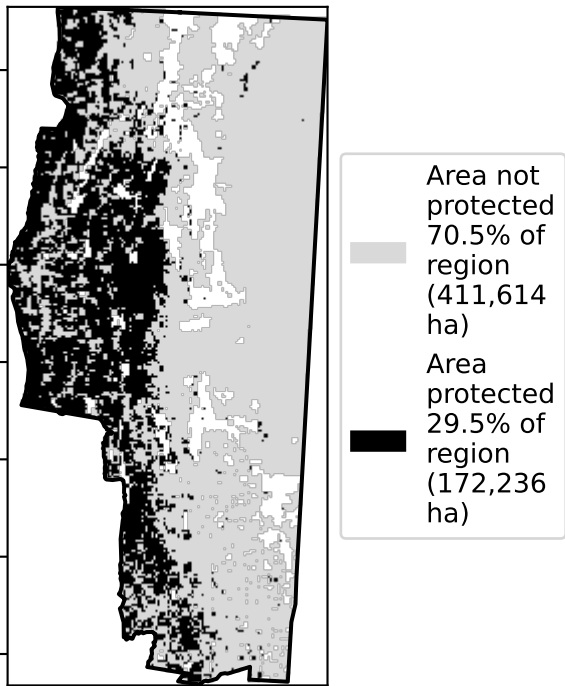 Area not
protected
70.5% of
region
(411,614
ha)
Area
protected
29.5% of
region
(172,236
ha)